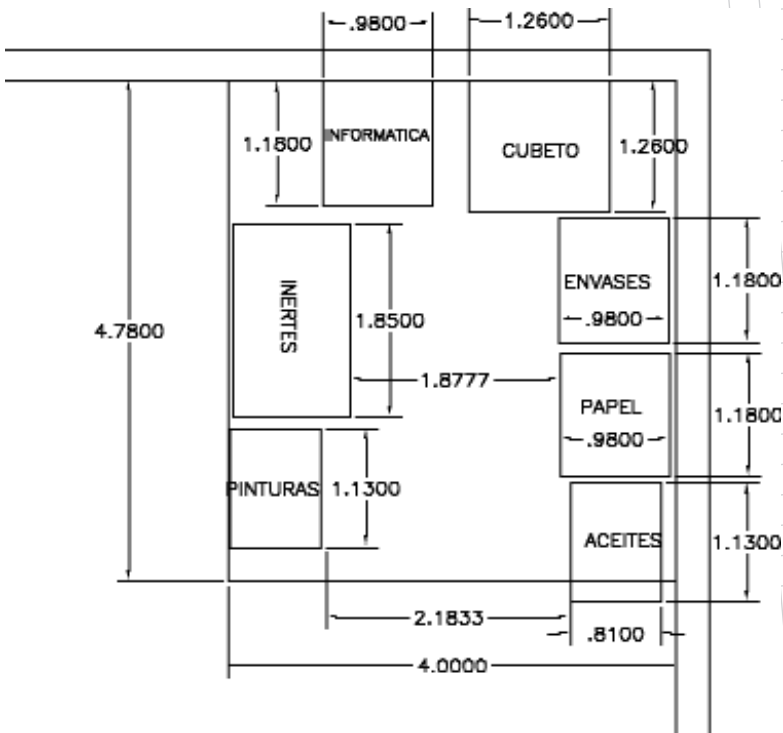 .9800
1.2600
1.1800
INFORMATICA
CUBETO
1.2600
ENVASES
1.1800
.9800
INERTES
1.8500
4.7800
1.8777
PAPEL
1.1800
.9800
PINTURAS
1.1300
ACEITES
1.1300
2.1833
.8100
4.0000